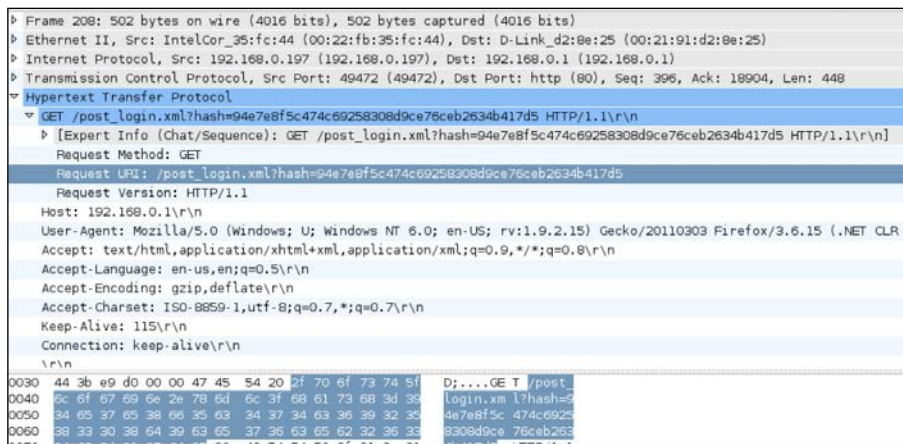 Frame 208: 502 bytes on wire (4016 bits), 502 bytes captured (4016 bits)
Ethernet II, Src: IntelCor_35:fc:44 (00:22:fb:35:fc:44), Dst: D-Link_d2:8e:25 (00:21:91:d2:8e:25)
Internet Protocol, Src: 192.168.0.197 (192.168.0.197), Dst: 192.168.0.1 (192.168.0.1)
Transmission Control Protocol, Src Port: 49472 (49472), Dst Port: http (80), Seq: 396, Ack: 18904, Len: 448
Hypertext Transfer Protocol
GET /post_login.xml?hash=94e7e8f5c474c69258308d9ce76ceb2634b417d5 HTTP/1.1\r\n
[Expert Info (Chat/Sequence): GET /post_login.xml?hash=94e7e8f5c474c69258308d9ce76ceb2634b417d5 HTTP/1.1\r\n]
Request Method: GET
Request URI: /post_login.xml?hash=94e7e8f5c474c69258308d9ce76ceb2634b417d5
Request Version: HTTP/1.1
Host: 192.168.0.1\r\n
User-Agent: Mozilla/5.0 (Windows; U; Windows NT 6.0; en-US; rv:1.9.2.15) Gecko/20110303 Firefox/3.6.15 (.NET CLR
Accept: text/html,application/xhtml+xml,application/xml;q=0.9,*/*;q=0.8\r\n
Accept-Language: en-us,en;q=0.5\r\n
Accept-Encoding: gzip,deflate\r\n
Accept-Charset: ISO-8859-1,utf-8;q=0.7,*;q=0.7\r\n
Keep-Alive: 115\r\n
Connection: keep-alive\r\n
\r\n
0030 44 3b e9 d0 00 00 47 45 54 20 2f 70 6f 73 74 5f D;....GE T /post_
0040 6c 6f 67 69 6e 2e 78 6d 6c 3f 68 61 73 68 3d 39 login.xm l?hash=9
0050 34 65 37 65 38 66 35 63 34 37 34 63 36 39 32 35 4e7e8f5c 474c6925
0060 38 33 30 38 64 39 63 65 37 36 63 65 62 32 36 33 8308d9ce 76ceb263